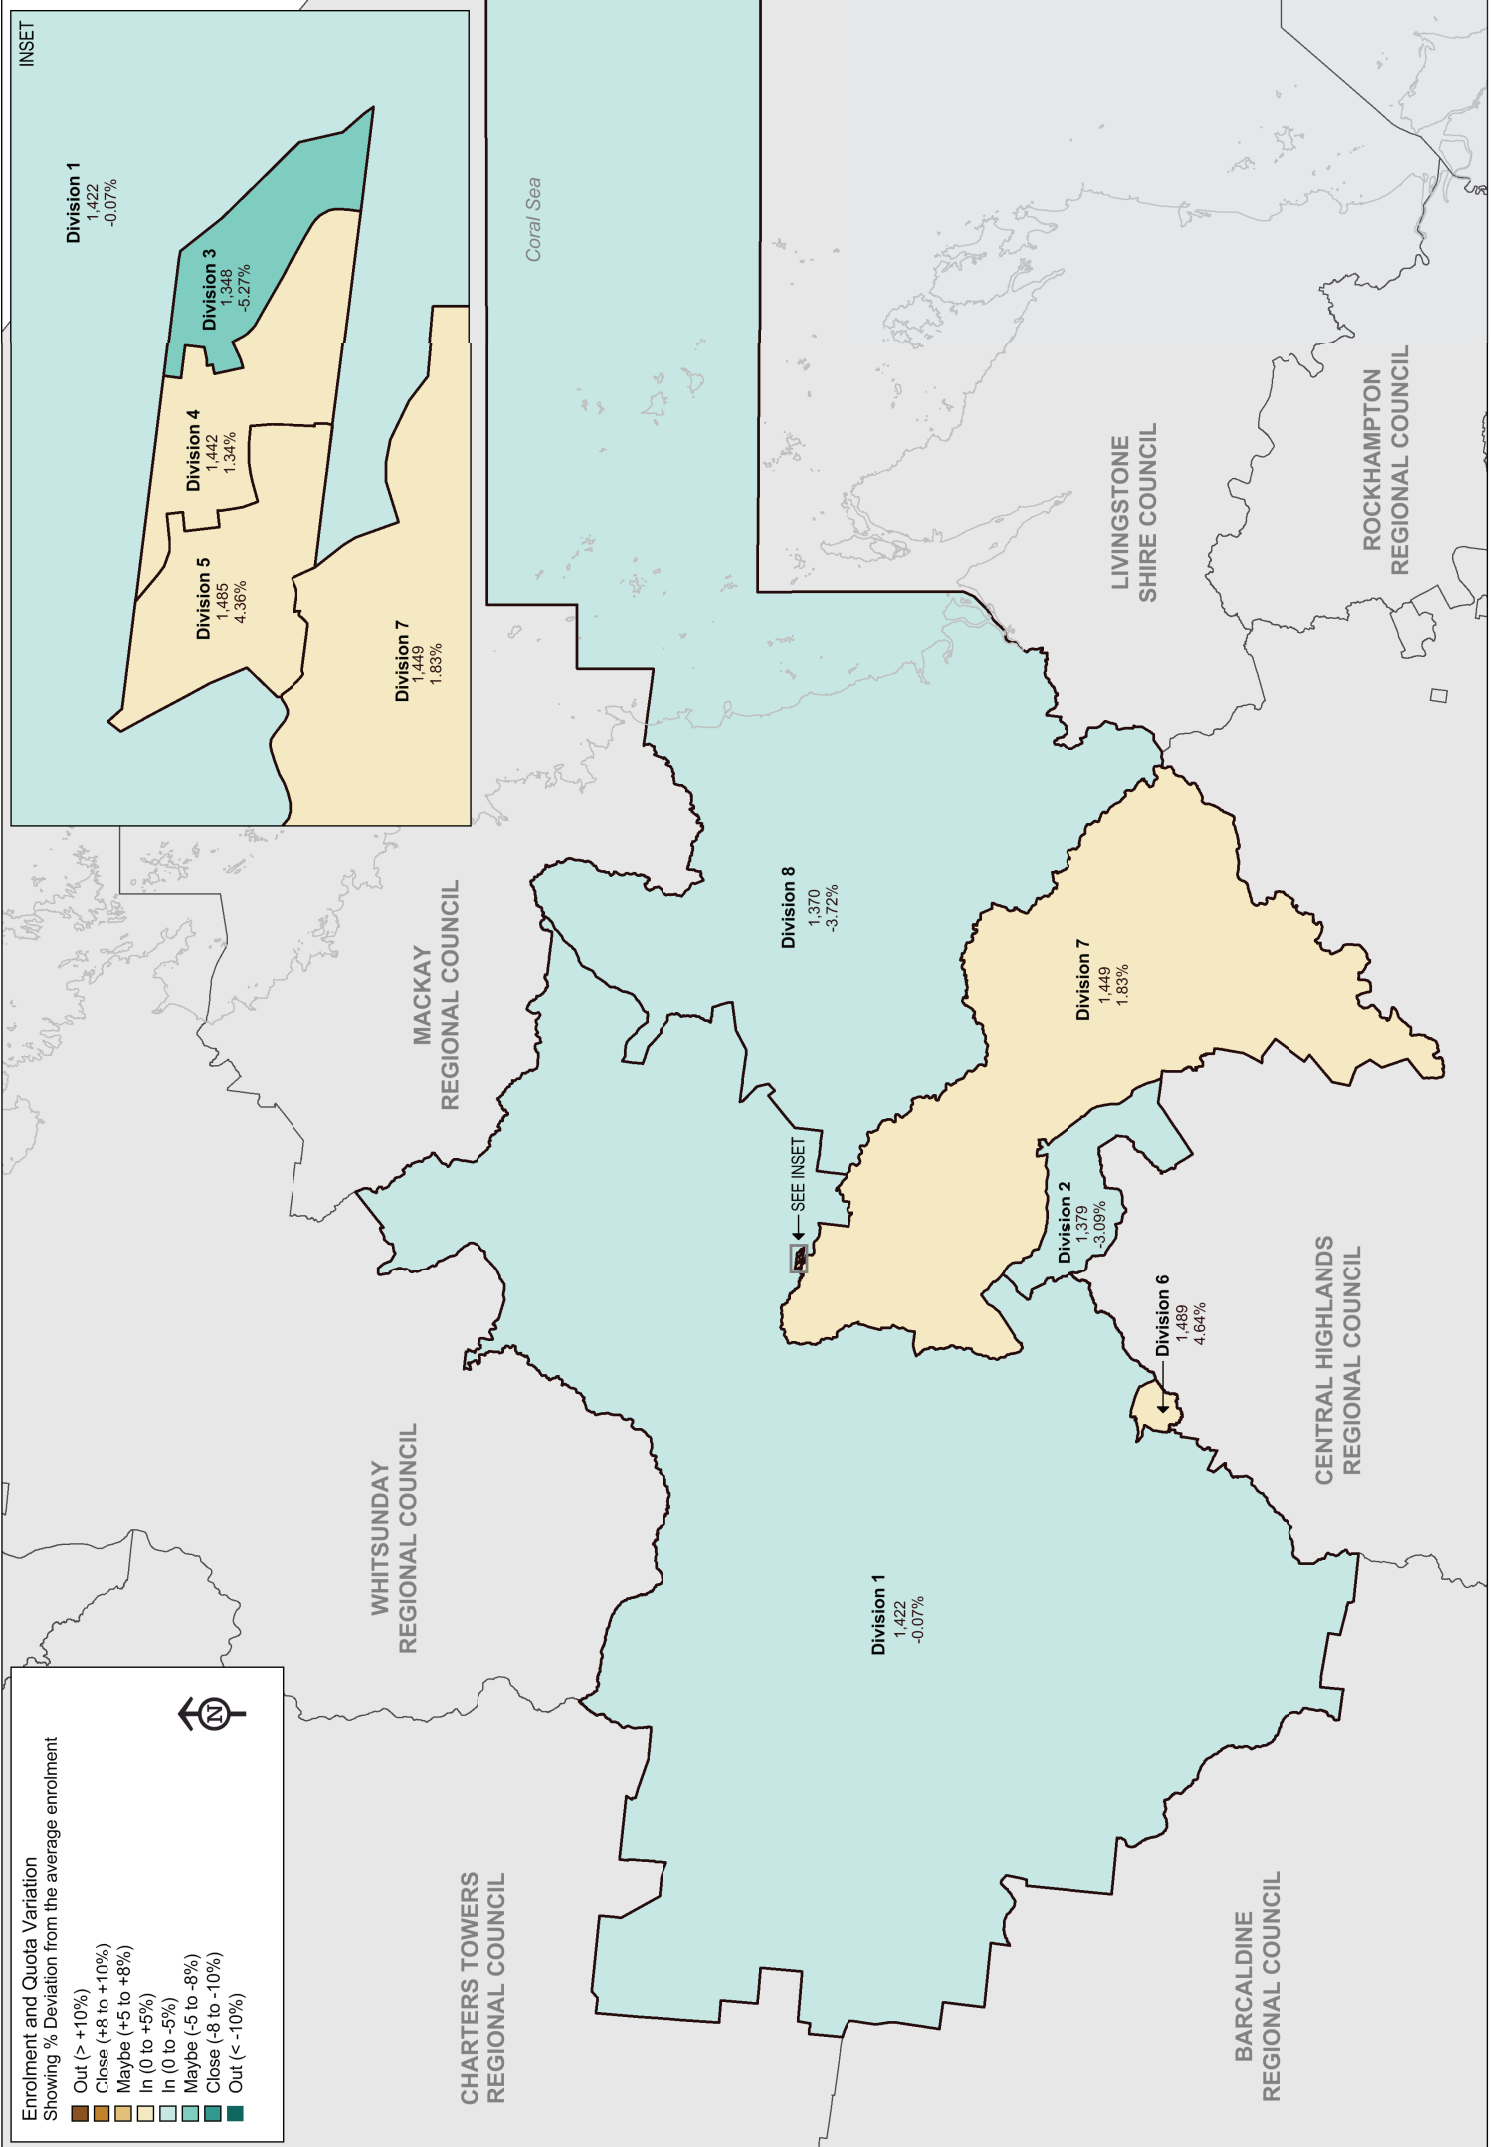 Enrolment and Quota Variation
Showing % Deviation from the average enrolment
Out (> +10%)
Close (+8 to +10%)
Maybe (+5 to +8%)
In (0 to +5%)
In (0 to -5%)
Maybe (-5 to -8%)
Close (-8 to -10%)
Out (< -10%)
N
INSET
Division 1
1,422
-0.07%
Division 3
1,348
-5.27%
Division 4
1,442
1.34%
Division 5
1,485
4.36%
Division 7
1,449
1.83%
Coral Sea
WHITSUNDAY
REGIONAL COUNCIL
MACKAY
REGIONAL COUNCIL
CHARTERS TOWERS
REGIONAL COUNCIL
SEE INSET
Division 8
1,370
-3.72%
Division 1
1,422
-0.07%
Division 7
1,449
1.83%
Division 2
1,379
-3.09%
Division 6
1,489
4.64%
LIVINGSTONE
SHIRE COUNCIL
BARCALDINE
REGIONAL COUNCIL
CENTRAL HIGHLANDS
REGIONAL COUNCIL
ROCKHAMPTON
REGIONAL COUNCIL